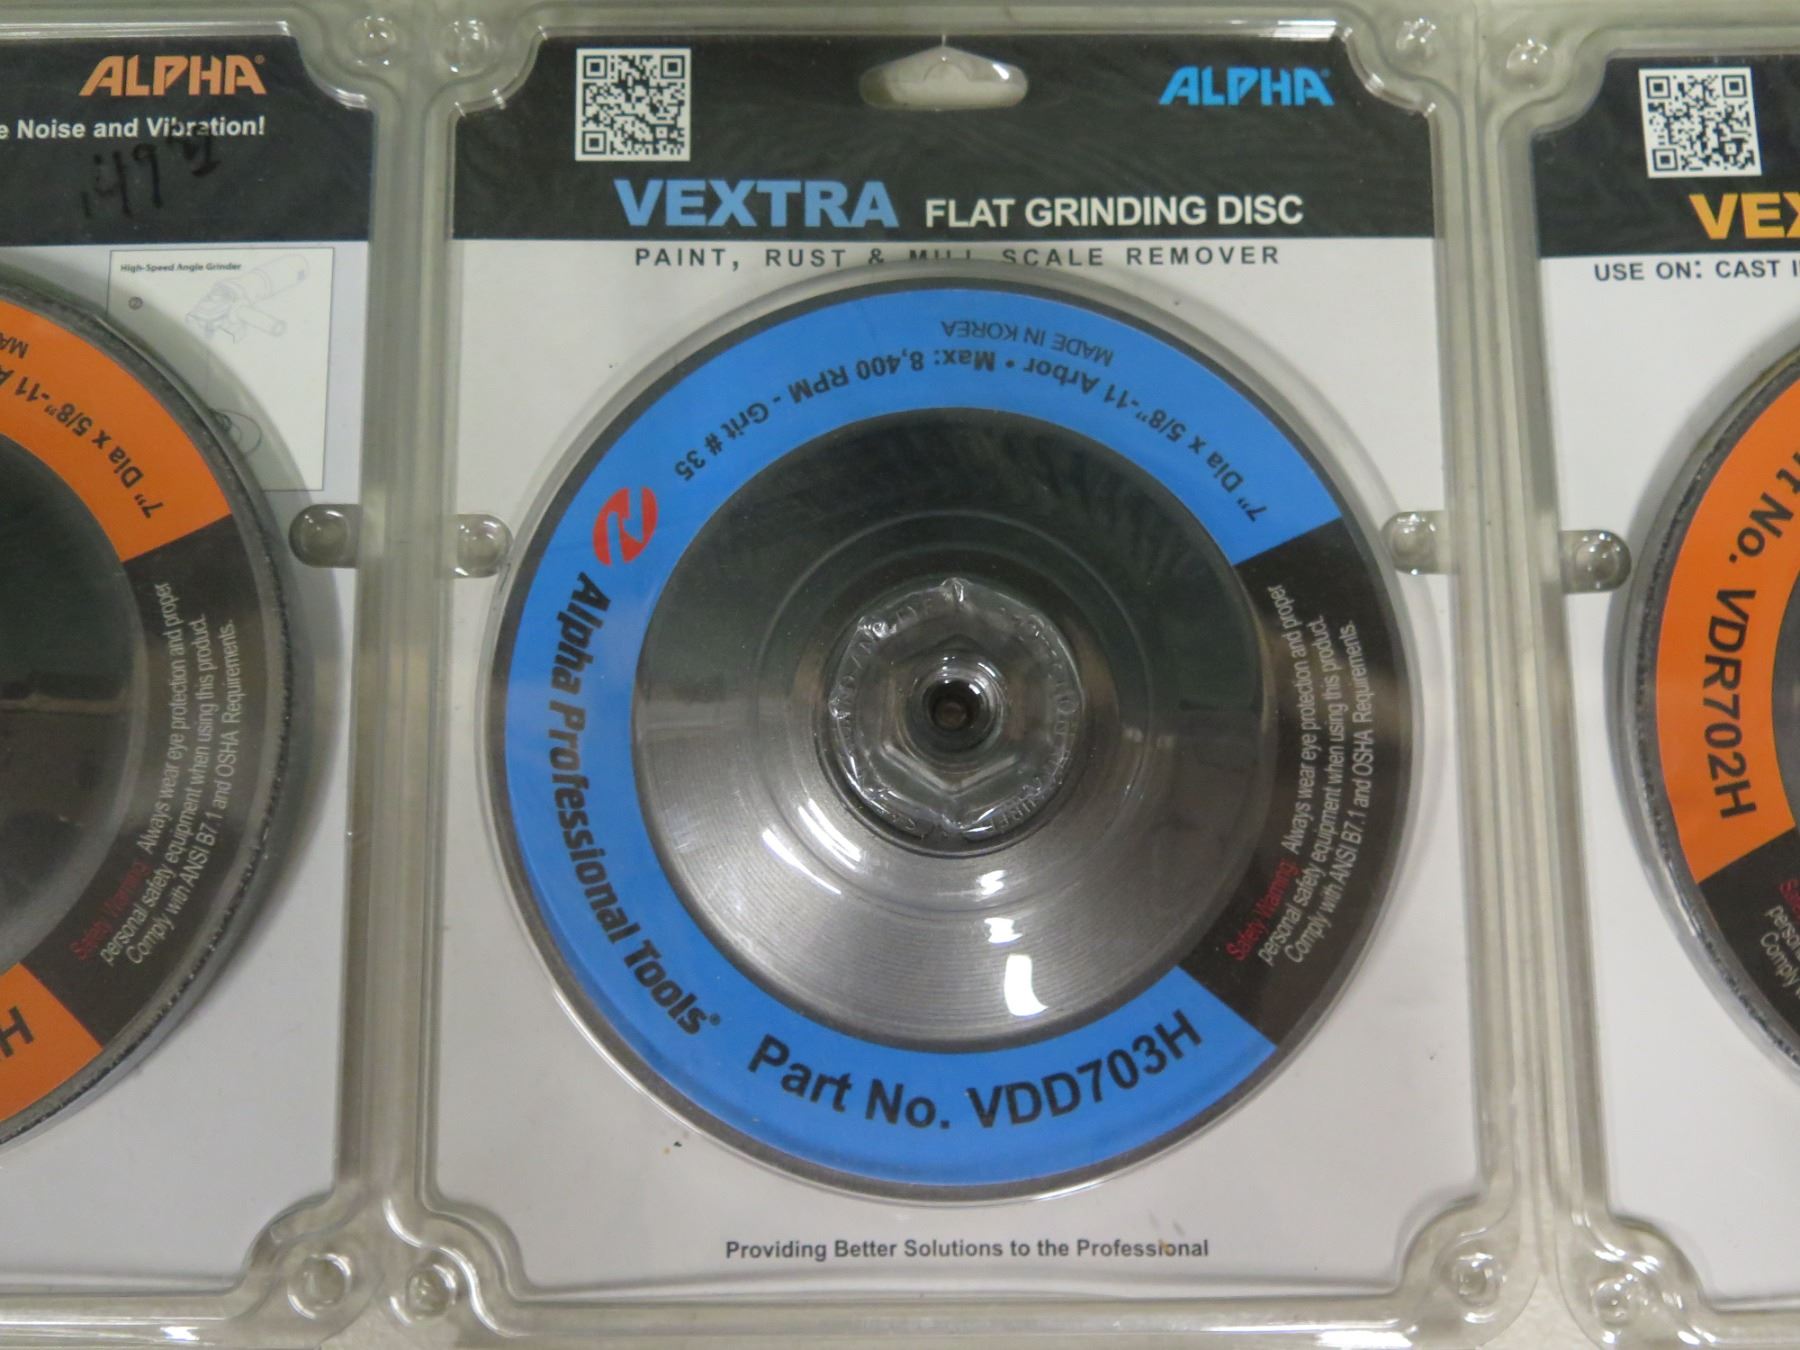 ALPHA®
e Noise and Vibration!
High-Speed Angle Grinder
7" Dia x 5/8"-11 A
MA
Safety Warning: Always wear eye protection and proper
personal safety equipment when using this product.
Comply with ANSI B7.1 and OSHA Requirements.
H
ALPHA®
VEXTRA FLAT GRINDING DISC
PAINT, RUST & MILL SCALE REMOVER
7" Dia x 5/8"-11 Arbor • Max: 8,400 RPM - Grit # 35
MADE IN KOREA
Alpha Professional Tools®
Part No. VDD703H
Safety Warning: Always wear eye protection and proper
personal safety equipment when using this product.
Comply with ANSI B7.1 and OSHA Requirements.
Providing Better Solutions to the Professional
VEX
USE ON: CAST I
t No. VDR702H
Sa
person
Comply